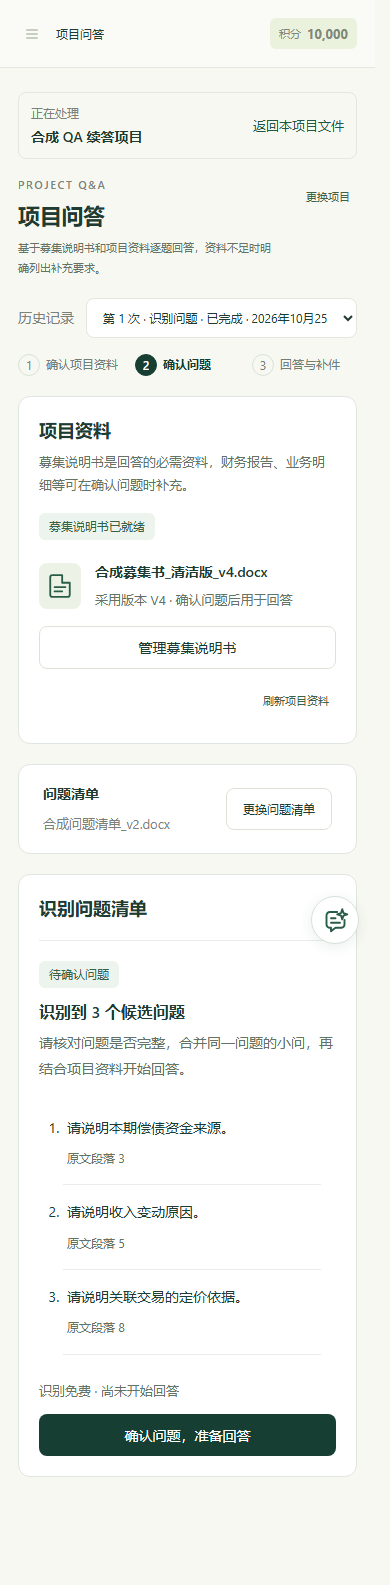 项目问答
积分 10,000
正在处理
合成 QA 续答项目
返回本项目文件
PROJECT Q&A
项目问答
更换项目
基于募集说明书和项目资料逐题回答，资料不足时明
确列出补充要求。
历史记录
第 1 次 · 识别问题 · 已完成 · 2026年10月25
1 确认项目资料
2 确认问题
3 回答与补件
项目资料
募集说明书是回答的必需资料，财务报告、业务明
细等可在确认问题时补充。
募集说明书已就绪
合成募集书_清洁版_v4.docx
采用版本 V4 · 确认问题后用于回答
管理募集说明书
刷新项目资料
问题清单
合成问题清单_v2.docx
更换问题清单
识别问题清单
待确认问题
识别到 3 个候选问题
请核对问题是否完整，合并同一问题的小问，再
结合项目资料开始回答。
1. 请说明本期偿债资金来源。
原文段落 3
2. 请说明收入变动原因。
原文段落 5
3. 请说明关联交易的定价依据。
原文段落 8
识别免费 · 尚未开始回答
确认问题，准备回答